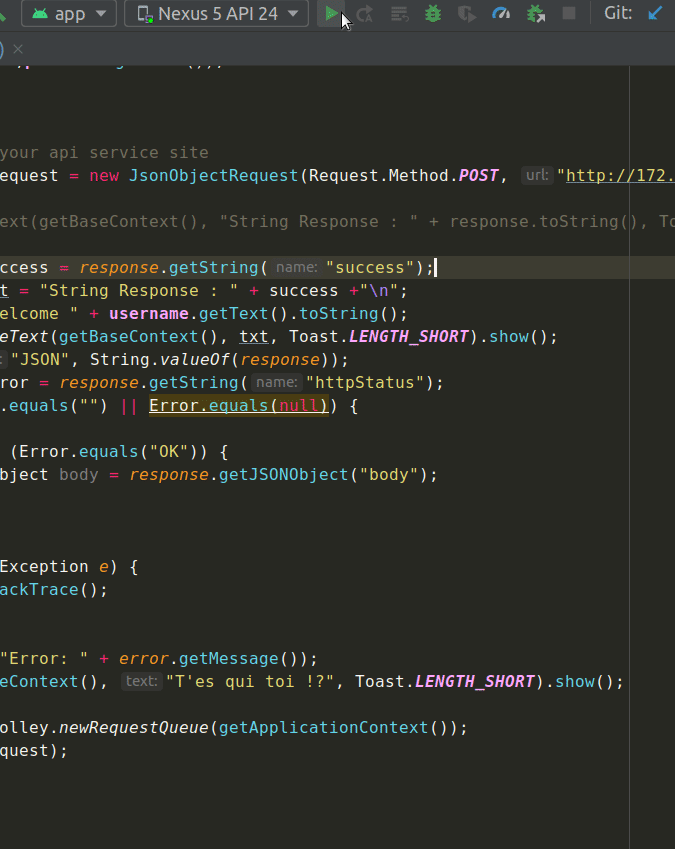 app Nexus 5 API 24 Git:
your api service site
equest = new JsonObjectRequest(Request.Method.POST, url: "http://172.
ext(getBaseContext(), "String Response : " + response.toString(), To
ccess = response.getString( name: "success");
t = "String Response : " + success +"\n";
elcome " + username.getText().toString();
eText(getBaseContext(), txt, Toast.LENGTH_SHORT).show();
: "JSON", String.valueOf(response));
ror = response.getString( name: "httpStatus");
.equals("") || Error.equals(null)) {
(Error.equals("OK")) {
bject body = response.getJSONObject("body");
Exception e) {
ackTrace();
"Error: " + error.getMessage());
eContext(), text: "T'es qui toi !?", Toast.LENGTH_SHORT).show();
olley.newRequestQueue(getApplicationContext());
quest);